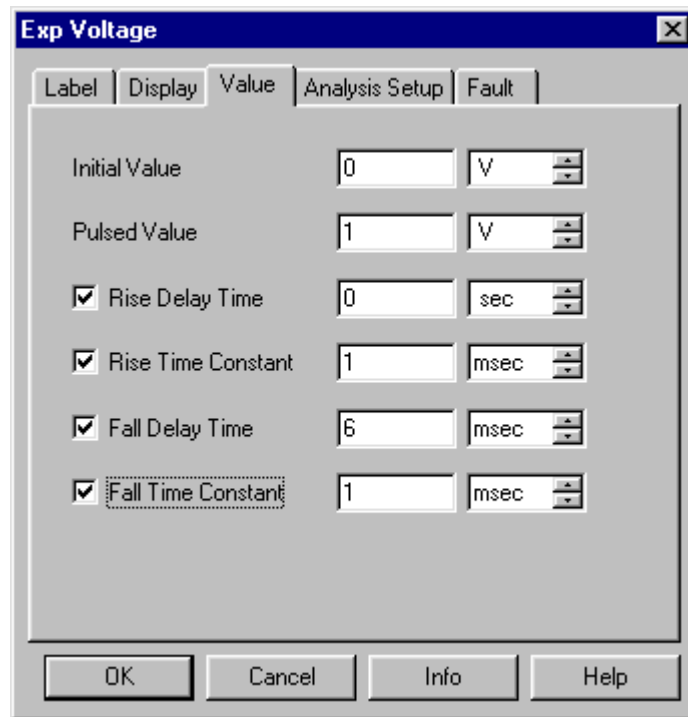 Exp Voltage
Label Display Value Analysis Setup Fault
Initial Value 0 V
Pulsed Value 1 V
Rise Delay Time 0 sec
Rise Time Constant 1 msec
Fall Delay Time 6 msec
Fall Time Constant 1 msec
OK Cancel Info Help